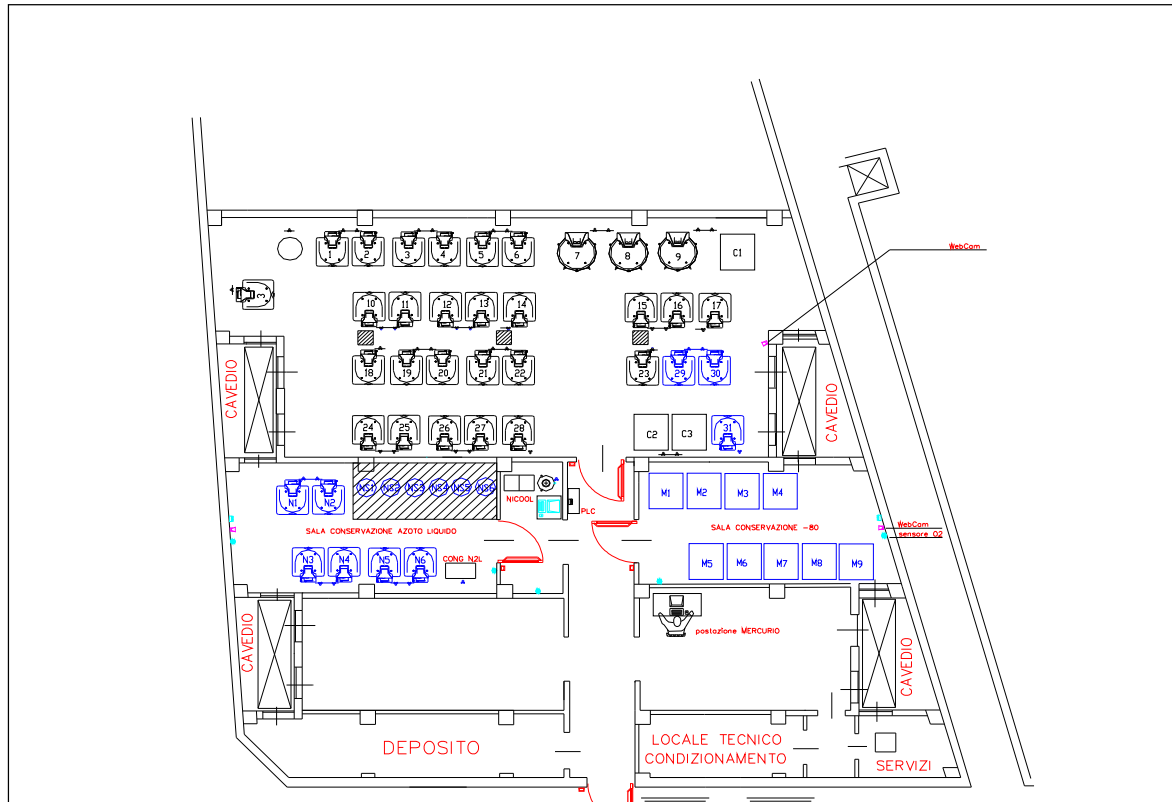 1 2 3 4 5 6 7 8 9 C1
WebCam
3
10 11 12 13 14 15 16 17
18 19 20 21 22 23 29 30
CAVEDIO
CAVEDIO
24 25 26 27 28 C2 C3 31
NS1 NS2 NS3 NS4 NS5 NS6
N1 N2
NICOOL
PLC
M1 M2 M3 M4
SALA CONSERVAZIONE AZOTO LIQUIDO
SALA CONSERVAZIONE -80
WebCam
sensore O2
N3 N4 N5 N6
CONG N2L
M5 M6 M7 M8 M9
CAVEDIO
postazione MERCURIO
CAVEDIO
DEPOSITO
LOCALE TECNICO
CONDIZIONAMENTO
SERVIZI